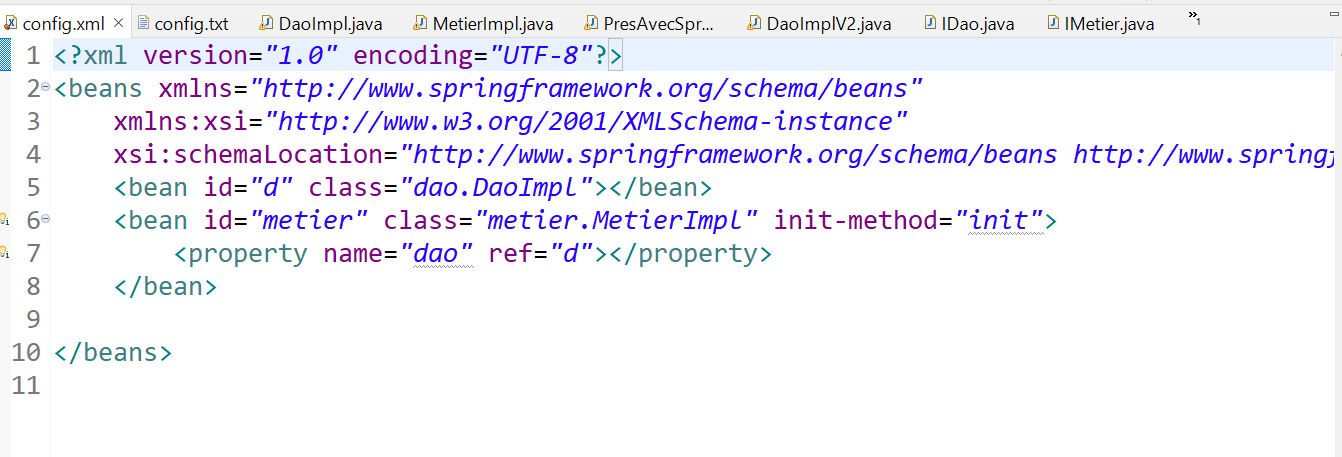 config.xml config.txt DaoImpl.java MetierImpl.java PresAvecSpr... DaoImplV2.java IDao.java IMetier.java »1
1 <?xml version="1.0" encoding="UTF-8"?>
2 <beans xmlns="http://www.springframework.org/schema/beans"
3 xmlns:xsi="http://www.w3.org/2001/XMLSchema-instance"
4 xsi:schemaLocation="http://www.springframework.org/schema/beans http://www.spring
5 <bean id="d" class="dao.DaoImpl"></bean>
6 <bean id="metier" class="metier.MetierImpl" init-method="init">
7 <property name="dao" ref="d"></property>
8 </bean>
9
10 </beans>
11